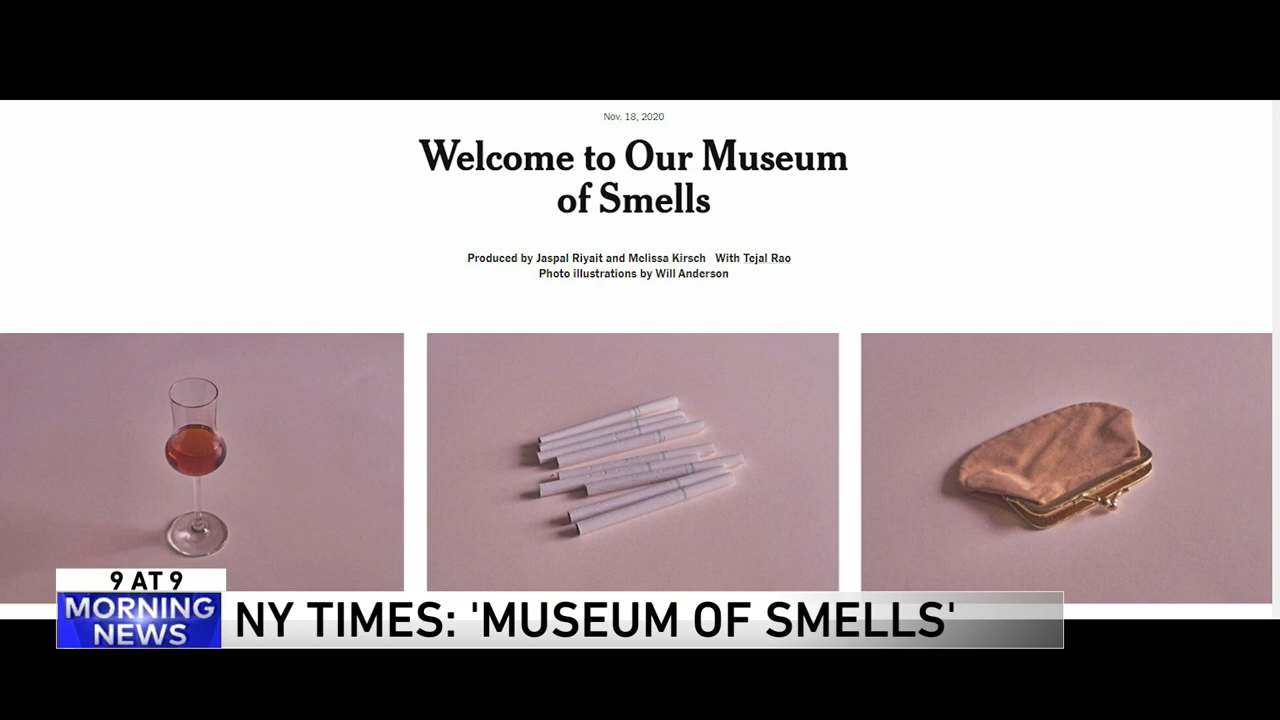 Nov. 18, 2020
Welcome to Our Museum
of Smells
Produced by Jaspal Riyait and Melissa Kirsch With Tejal Rao
Photo illustrations by Will Anderson
9 AT 9
MORNING
NEWS
NY TIMES: 'MUSEUM OF SMELLS'